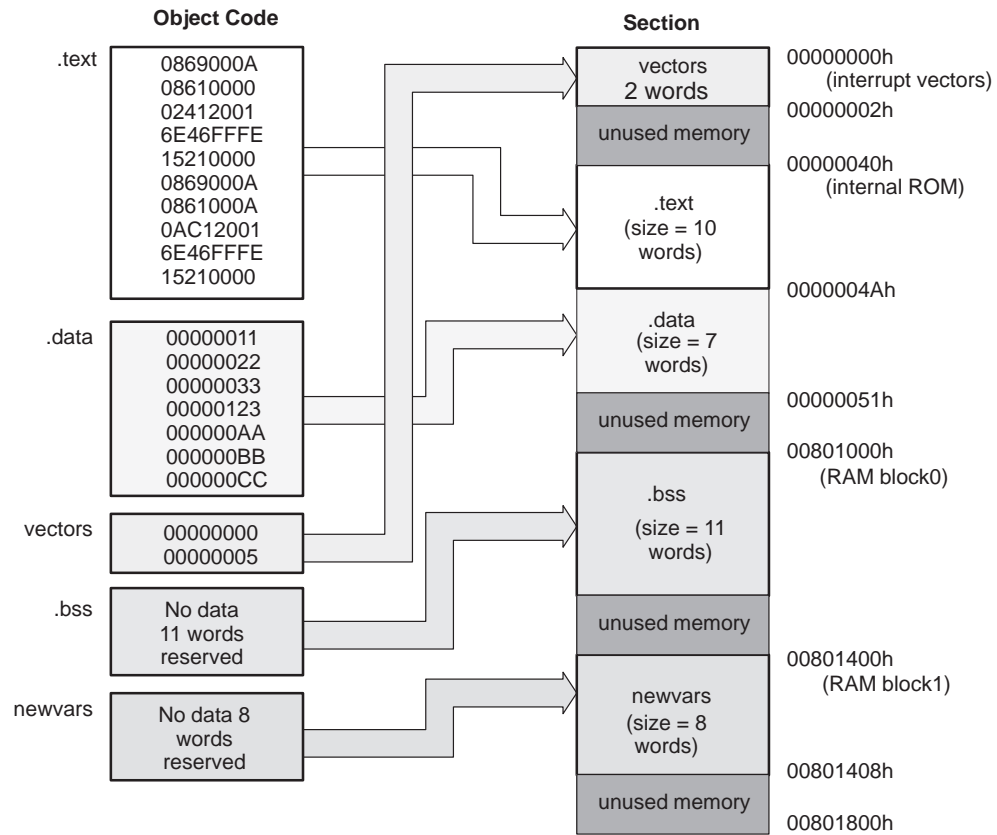 Object Code
.text
0869000A
08610000
02412001
6E46FFFE
15210000
0869000A
0861000A
0AC12001
6E46FFFE
15210000
.data
00000011
00000022
00000033
00000123
000000AA
000000BB
000000CC
vectors
00000000
00000005
.bss
No data
11 words
reserved
newvars
No data 8
words
reserved
Section
vectors
2 words
unused memory
.text
(size = 10
words)
.data
(size = 7
words)
unused memory
.bss
(size = 11
words)
unused memory
newvars
(size = 8
words)
unused memory
00000000h
(interrupt vectors)
00000002h
00000040h
(internal ROM)
0000004Ah
00000051h
00801000h
(RAM block0)
00801400h
(RAM block1)
00801408h
00801800h